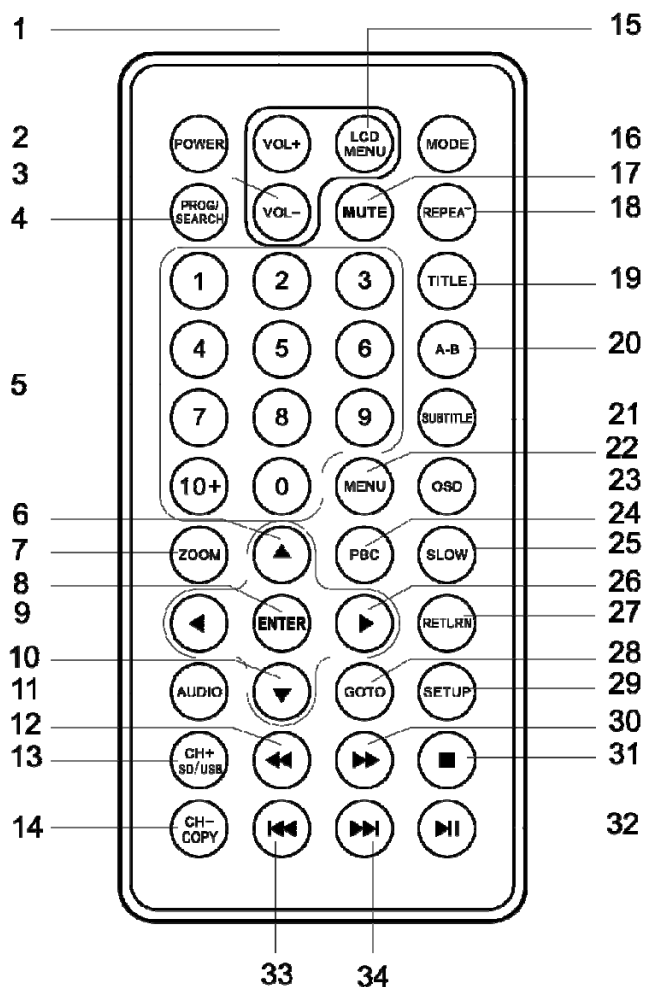 1
15
2
POWER
VOL+
LCD
MENU
MODE
16
3
17
4
PROG/
SEARCH
VOL-
MUTE
REPEAT
18
1
2
3
TITLE
19
4
5
6
A-B
20
5
7
8
9
SUBTITLE
21
22
10+
0
MENU
OSD
23
6
24
7
ZOOM
PBC
SLOW
25
8
26
9
ENTER
RETURN
27
10
28
11
AUDIO
GOTO
SETUP
29
12
30
13
CH+
SD/USB
31
14
CH-
COPY
32
33
34